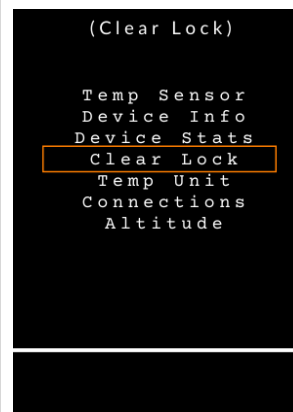 (Clear Lock)
Temp Sensor
Device Info
Device Stats
Clear Lock
Temp Unit
Connections
Altitude